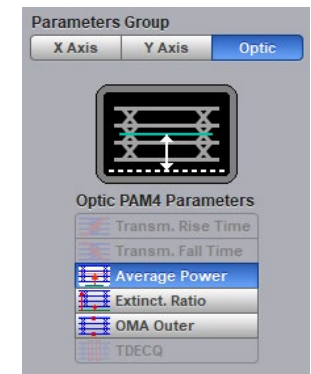 Parameters Group
X Axis Y Axis Optic
Optic PAM4 Parameters
Transm. Rise Time
Transm. Fall Time
Average Power
Extinct. Ratio
OMA Outer
TDECQ